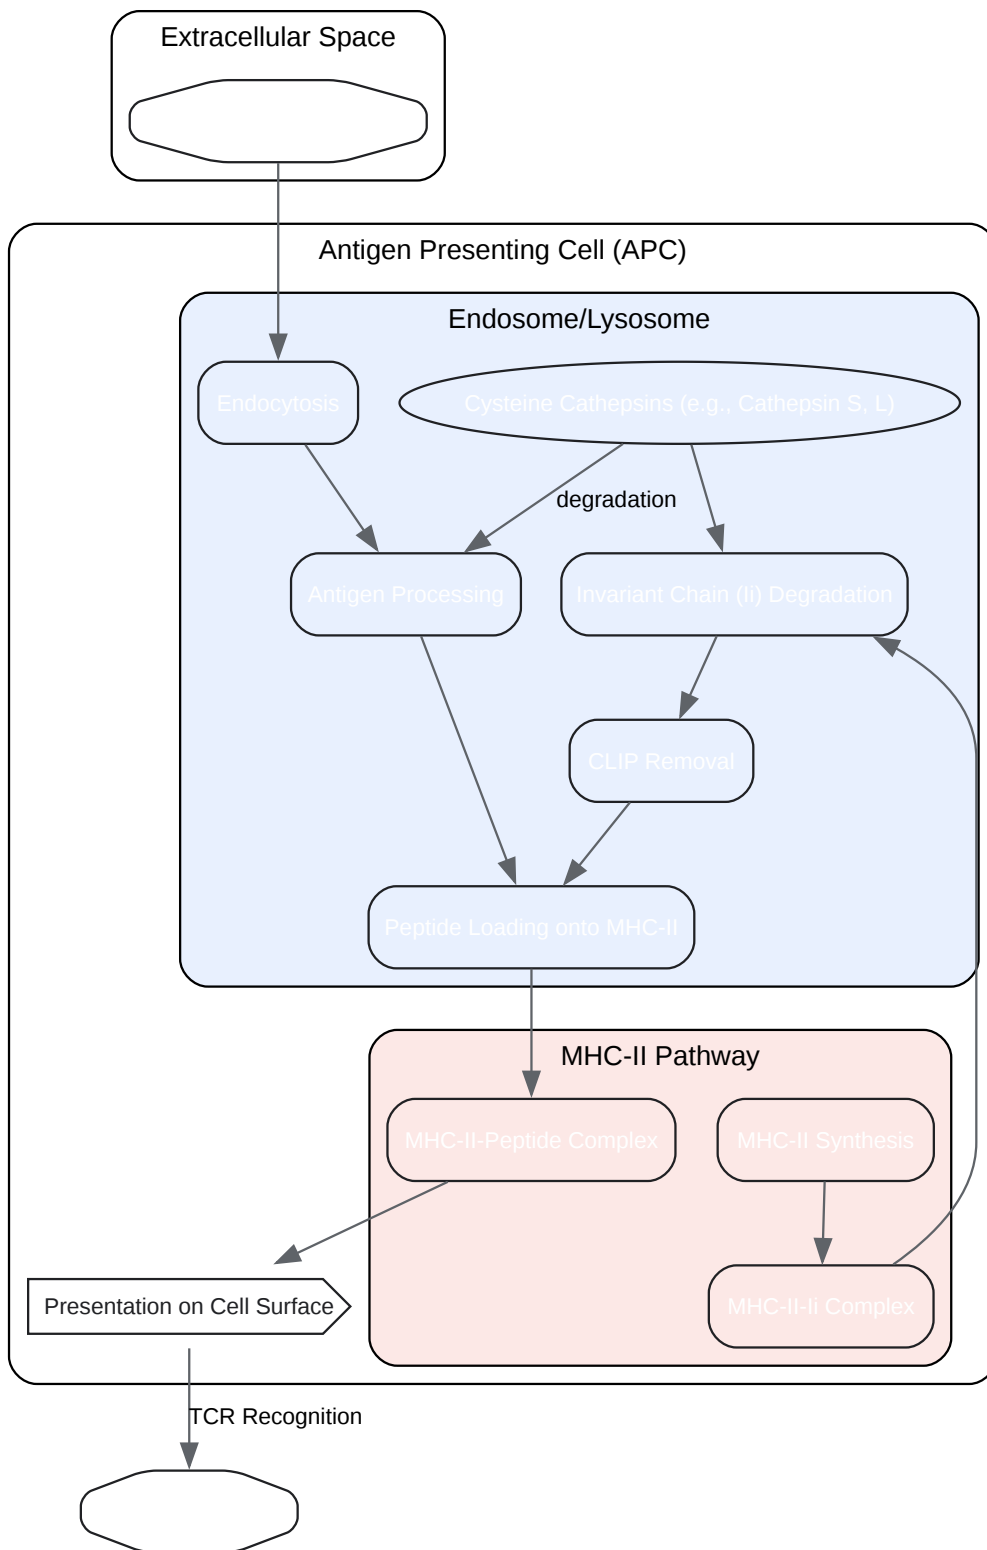 Extracellular Space
Antigen Presenting Cell (APC)
Endosome/Lysosome
Endocytosis
Cysteine Cathepsins (e.g., Cathepsin S, L)
degradation
Antigen Processing
Invariant Chain (Ii) Degradation
CLIP Removal
Peptide Loading onto MHC-II
MHC-II Pathway
MHC-II-Peptide Complex
MHC-II Synthesis
Presentation on Cell Surface
MHC-II-Ii Complex
TCR Recognition